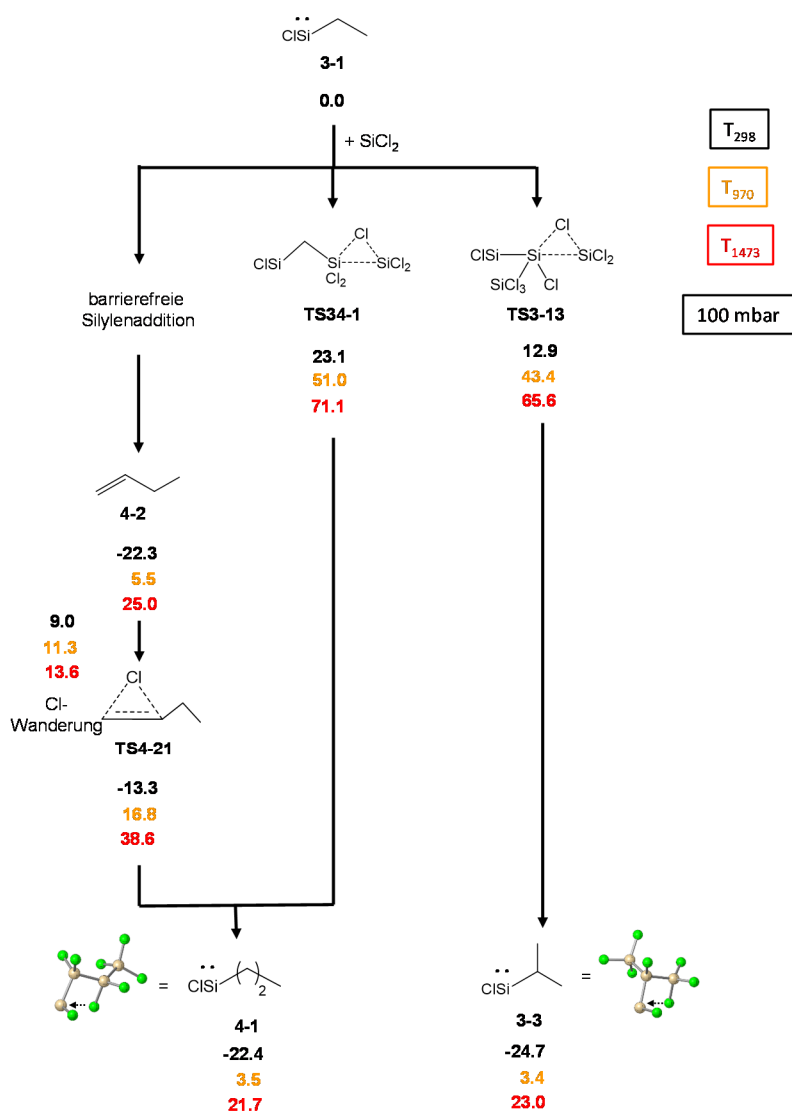 ClSi
3-1
0.0
+ SiCl2
T298
T970
T1473
100 mbar
barrierefreie
Silylenaddition
Cl
ClSi
Si
SiCl2
Cl2
TS34-1
23.1
51.0
71.1
Cl
ClSi
Si
SiCl2
SiCl3
Cl
TS3-13
12.9
43.4
65.6
4-2
-22.3
5.5
25.0
9.0
11.3
13.6
Cl
Cl-
Wanderung
TS4-21
-13.3
16.8
38.6
=
ClSi
( )2
4-1
-22.4
3.5
21.7
ClSi
=
3-3
-24.7
3.4
23.0